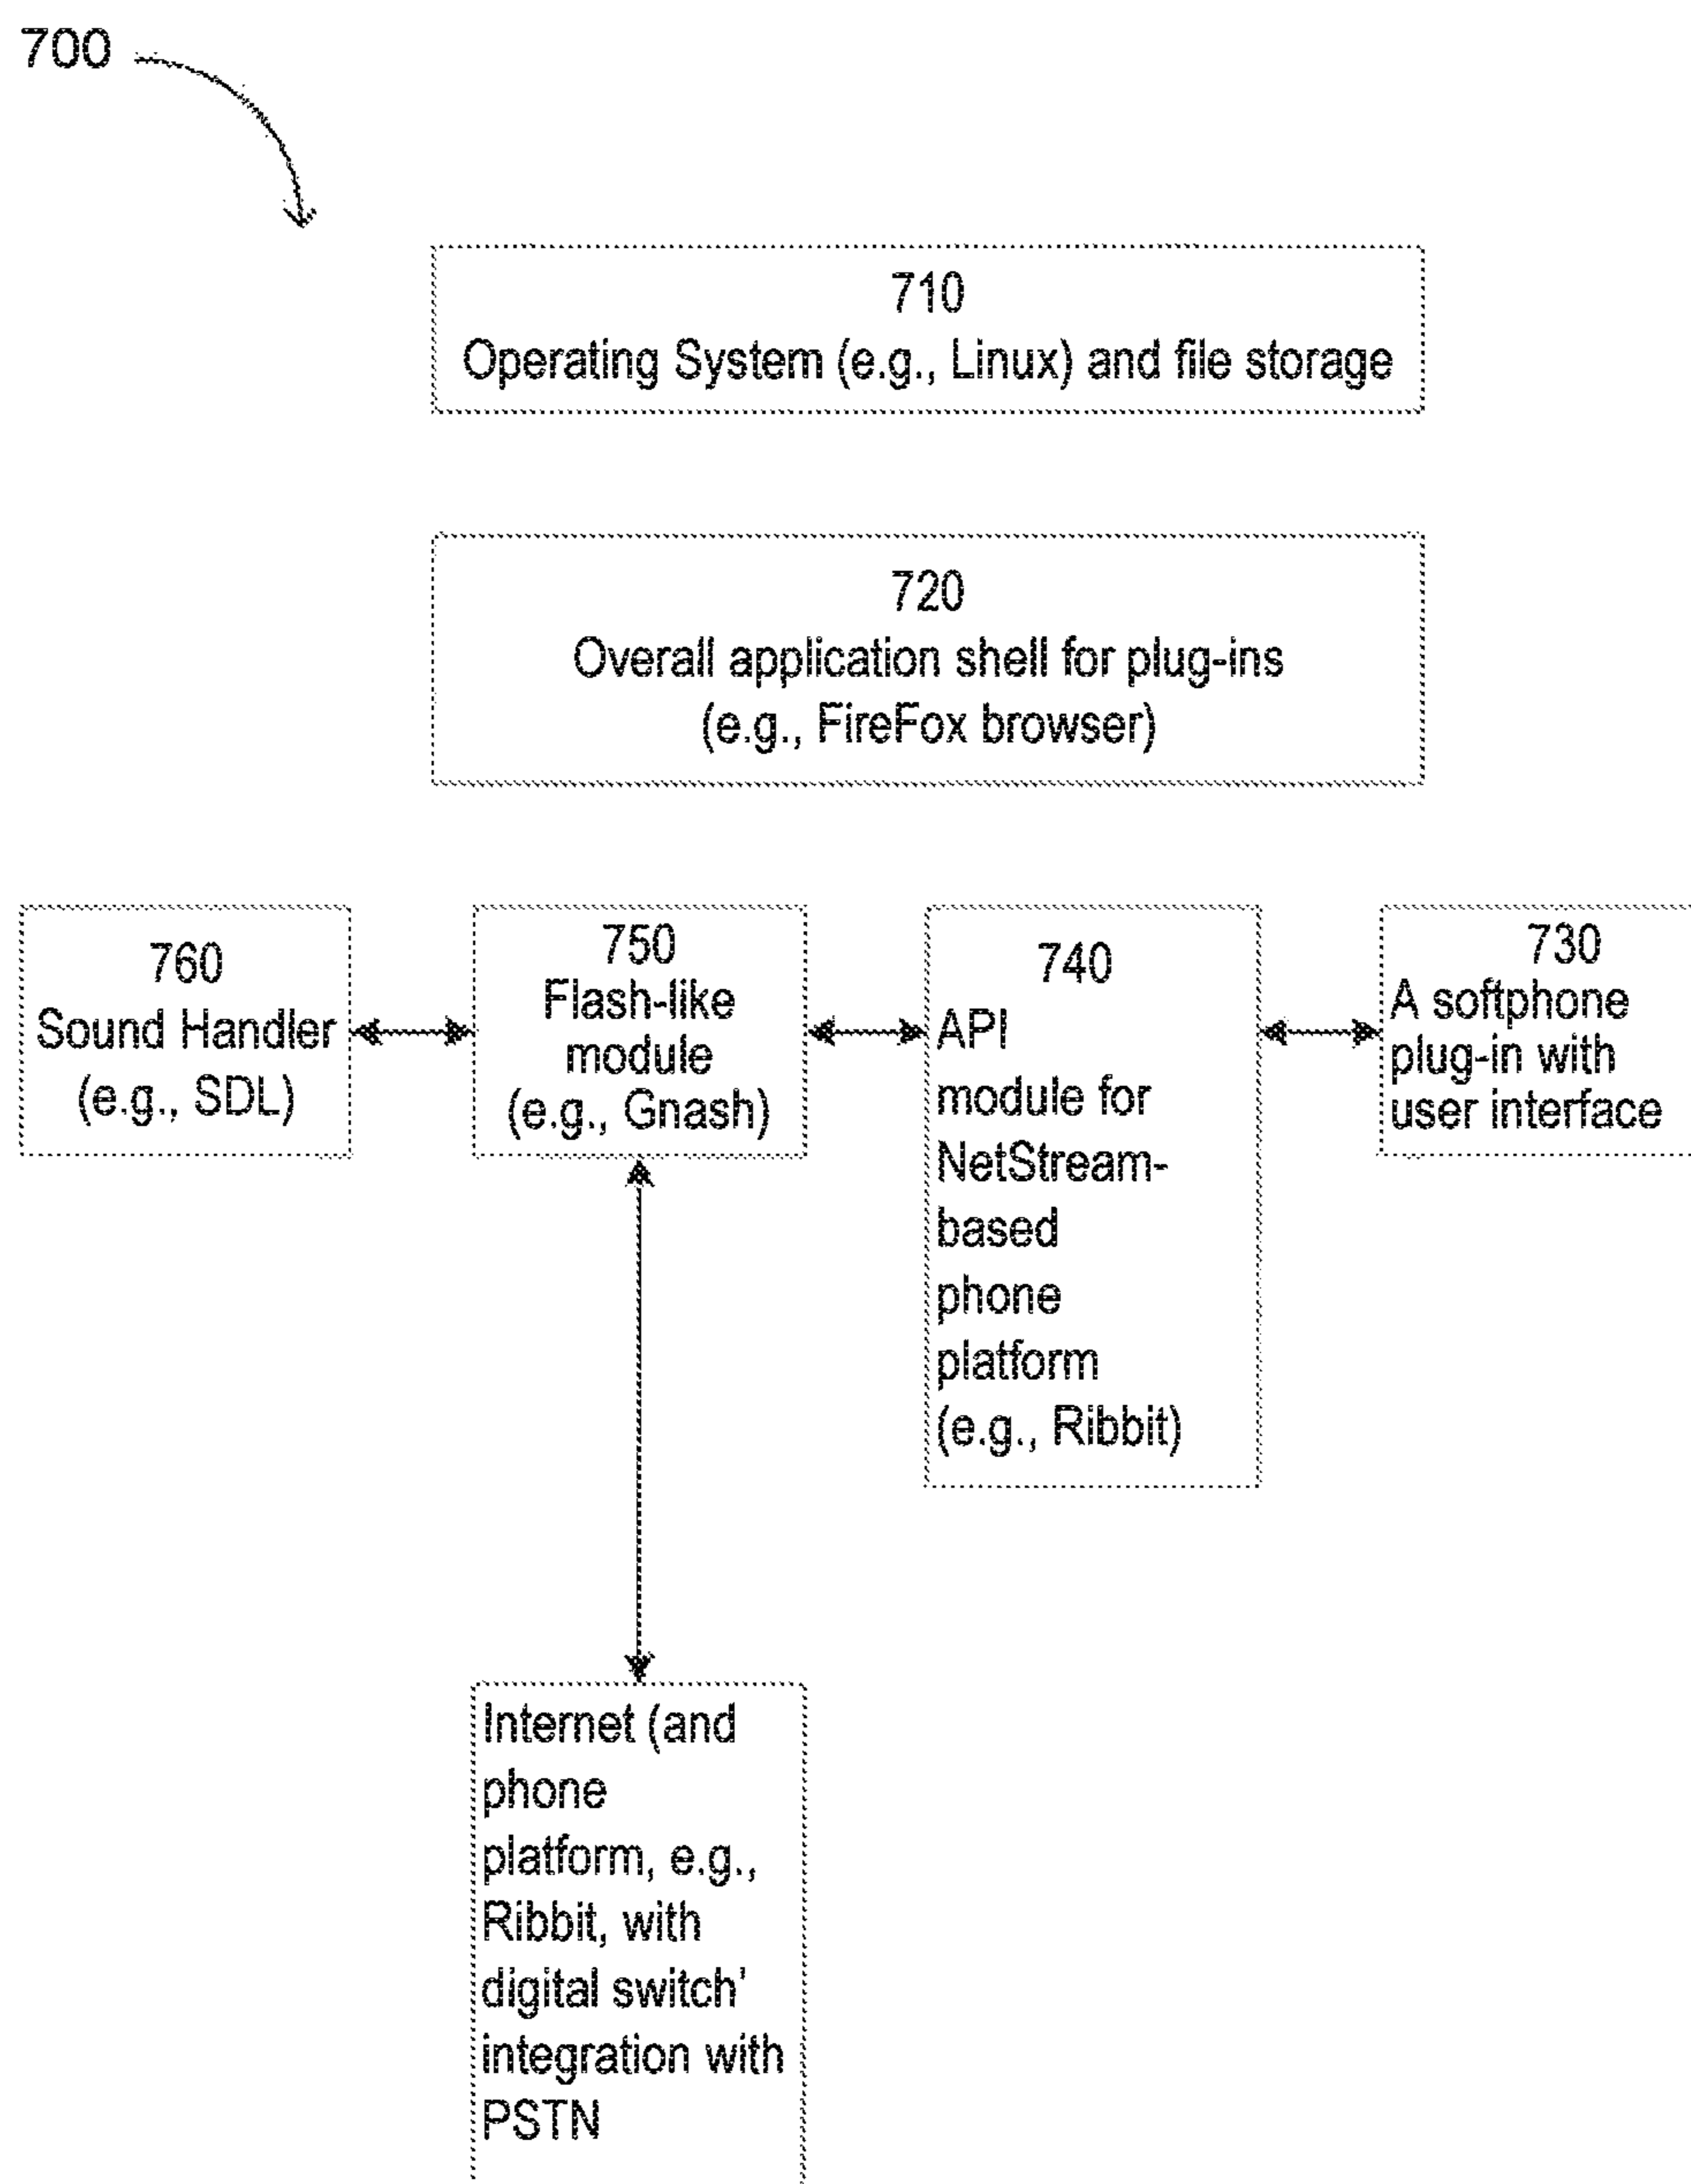 700
710
Operating System (e.g., Linux) and file storage
720
Overall application shell for plug-ins
(e.g., FireFox browser)
760
Sound Handler
(e.g., SDL)
750
Flash-like
module
(e.g., Gnash)
740
API
module for
NetStream-
based
phone
platform
(e.g., Ribbit)
730
A softphone
plug-in with
user interface
Internet (and
phone
platform, e.g.,
Ribbit, with
digital switch'
integration with
PSTN